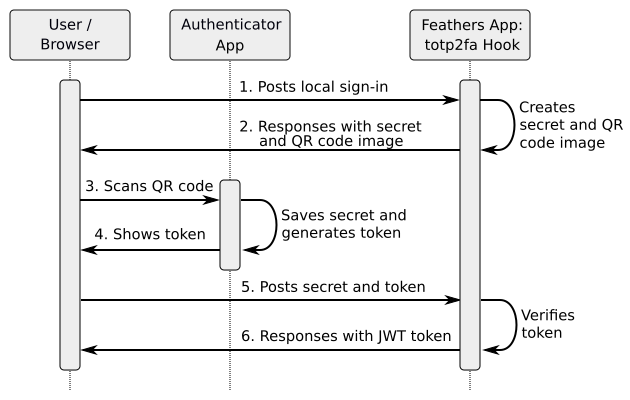 User /
Browser
Authenticator
App
Feathers App:
totp2fa Hook
1. Posts local sign-in
Creates
secret and QR
code image
2. Responses with secret
and QR code image
3. Scans QR code
Saves secret and
generates token
4. Shows token
5. Posts secret and token
Verifies
token
6. Responses with JWT token